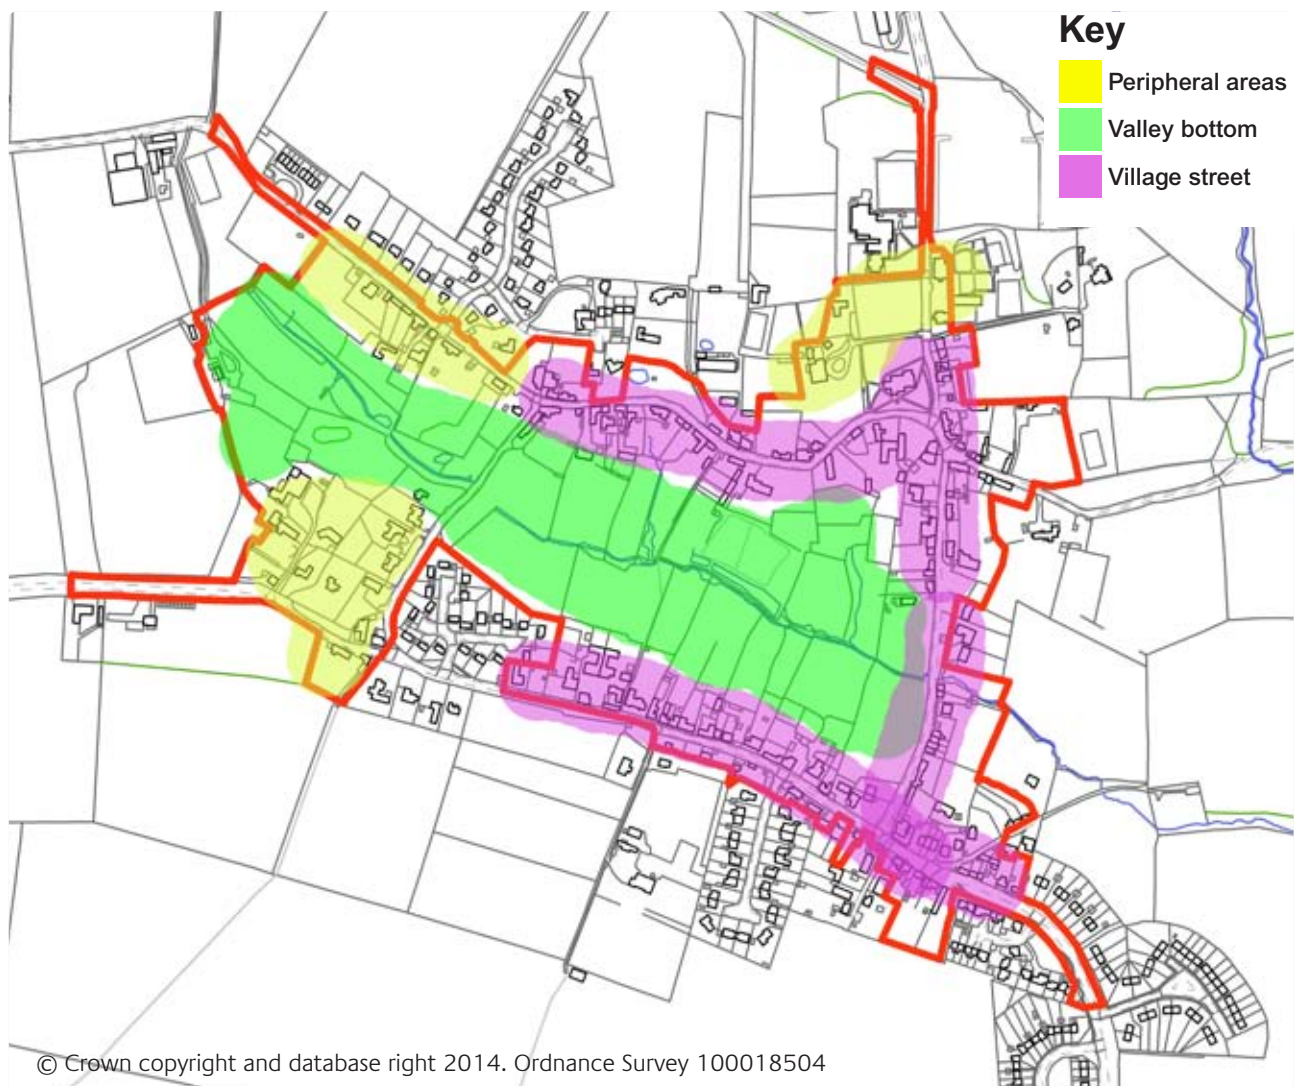 Key
Peripheral areas
Valley bottom
Village street
© Crown copyright and database right 2014. Ordnance Survey 100018504